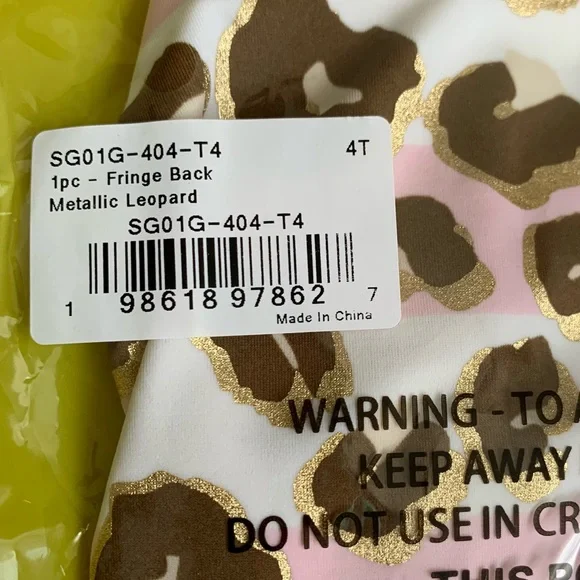 SG01G-404-T4 4T
1pc - Fringe Back
Metallic Leopard
SG01G-404-T4
1 98618 97862 7
Made In China
WARNING - TO
KEEP AWAY
DO NOT USE IN CR
THIS